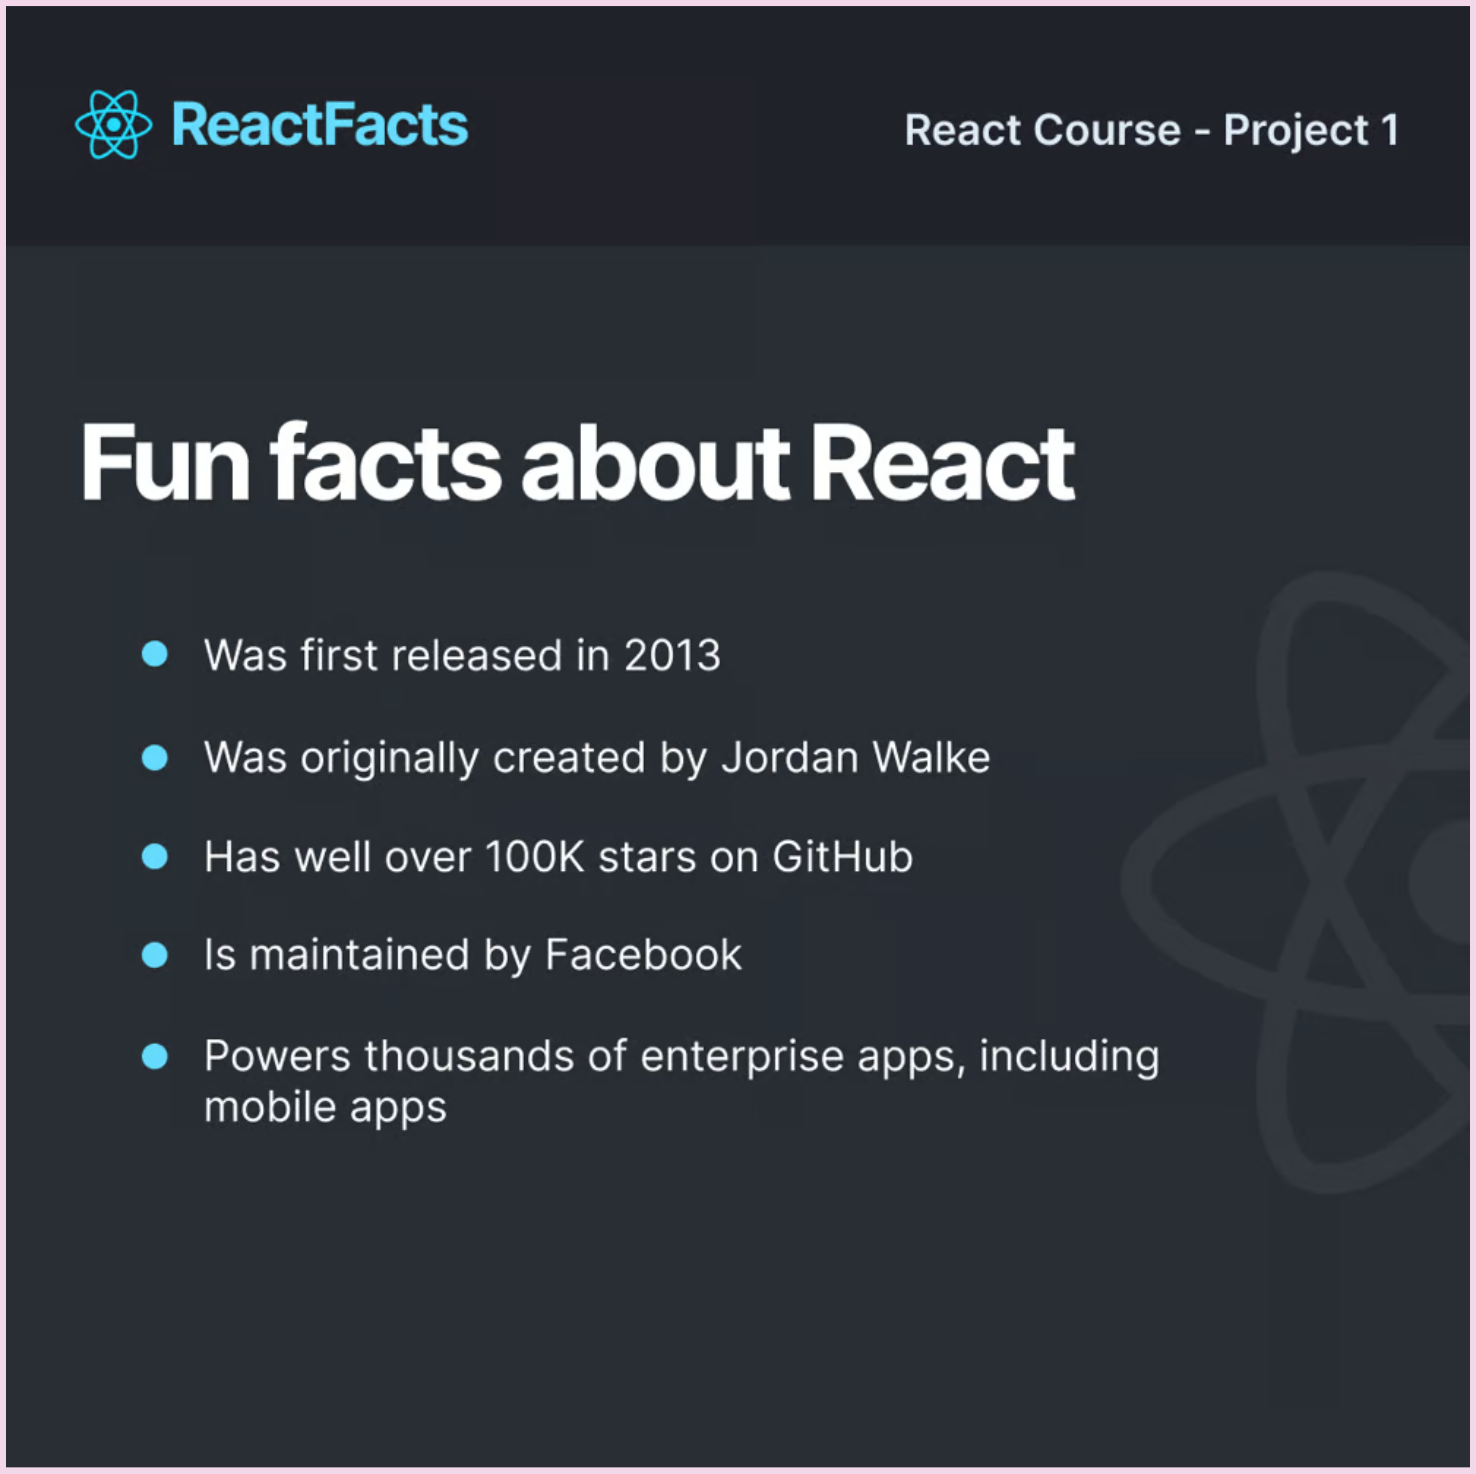 ReactFacts
React Course - Project 1
Fun facts about React
Was first released in 2013
Was originally created by Jordan Walke
Has well over 100K stars on GitHub
Is maintained by Facebook
Powers thousands of enterprise apps, including
mobile apps